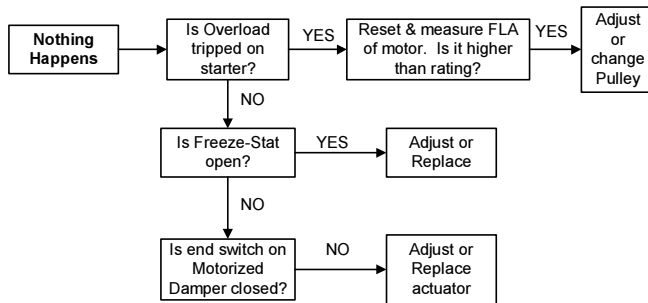 Nothing
Happens
Is Overload
tripped on
starter?
YES
Reset & measure FLA
of motor.  Is it higher
than rating?
YES
Adjust
or
change
Pulley
NO
Is Freeze-Stat
open?
YES
Adjust or
Replace
NO
Is end switch on
Motorized
Damper closed?
NO
Adjust or
Replace
actuator